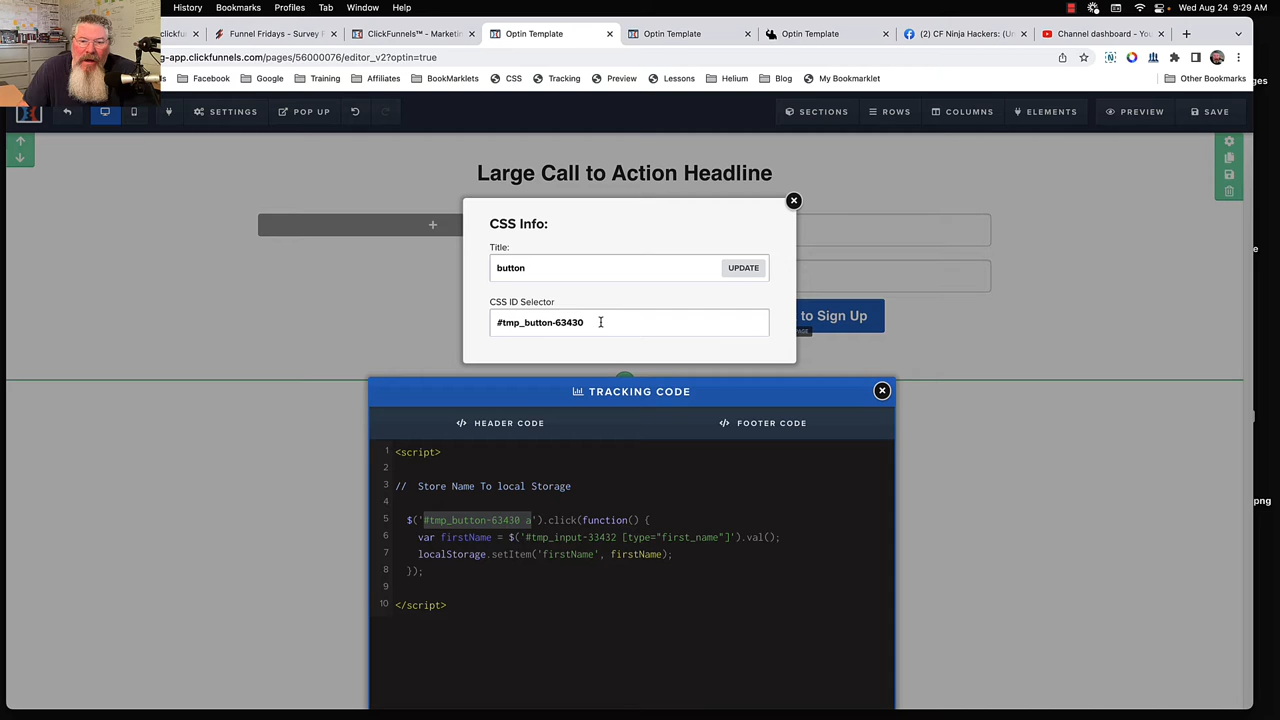 History Bookmarks Profiles Tab Window Help
Wed Aug 24 9:29 AM
Funnel Fridays - Survey
ClickFunnels™ - Marketin
Optin Template
Optin Template
Optin Template
(2) CF Ninja Hackers: (Un
Channel dashboard - You
g-app.clickfunnels.com/pages/56000076/editor_v2?optin=true
Facebook Google Training Affiliates BookMarklets CSS Tracking Preview Lessons Helium Blog My Bookmarklet Other Bookmarks
SETTINGS POP UP SECTIONS ROWS COLUMNS ELEMENTS PREVIEW SAVE
Large Call to Action Headline
CSS Info:
Title:
button UPDATE
CSS ID Selector
#tmp_button-63430
to Sign Up
TRACKING CODE
HEADER CODE FOOTER CODE
1 <script>
2
3 // Store Name To local Storage
4
5 $('#tmp_button-63430 a').click(function() {
6 var firstName = $('#tmp_input-33432 [type="first_name"]').val();
7 localStorage.setItem('firstName', firstName);
8 });
9
10 </script>
png